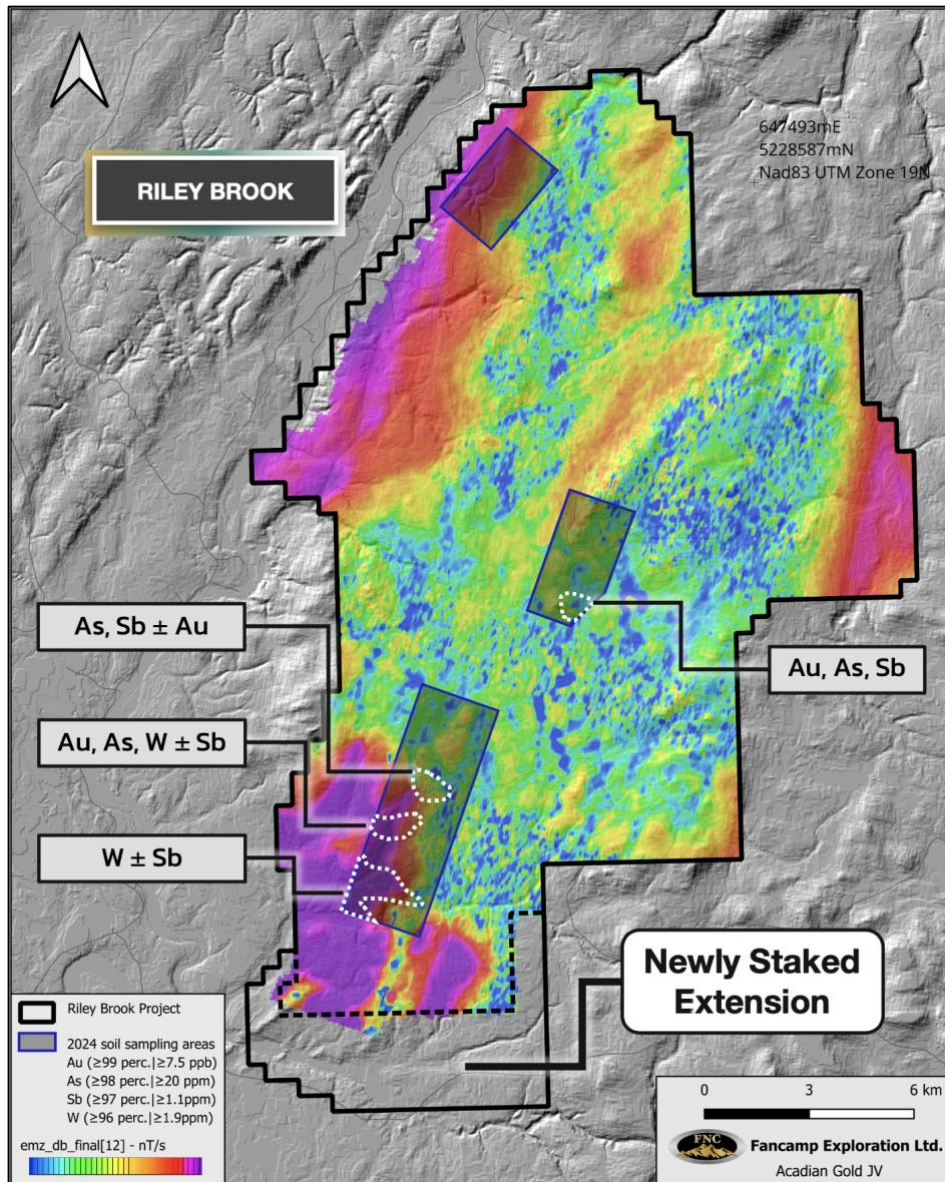 RILEY BROOK
647493mE
5228587mN
Nad83 UTM Zone 19N
As, Sb ± Au
Au, As, Sb
Au, As, W ± Sb
W ± Sb
Newly Staked
Extension
Riley Brook Project
2024 soil sampling areas
Au (≥99 perc.|≥7.5 ppb)
As (≥98 perc.|≥20 ppm)
Sb (≥97 perc.|≥1.1ppm)
W (≥96 perc.|≥1.9ppm)
emz_db_final[12] - nT/s
0 3 6 km
FNC
Fancamp Exploration Ltd.
Acadian Gold JV